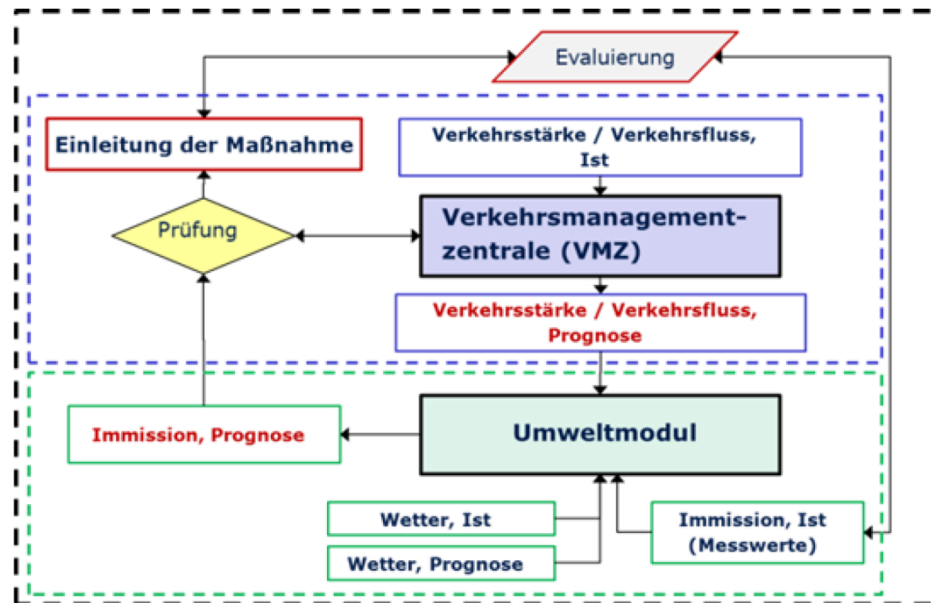 Evaluierung
Einleitung der Maßnahme
Verkehrsstärke / Verkehrsfluss,
Ist
Prüfung
Verkehrsmanagement-
zentrale (VMZ)
Verkehrsstärke / Verkehrsfluss,
Prognose
Immission, Prognose
Umweltmodul
Wetter, Ist
Wetter, Prognose
Immission, Ist
(Messwerte)